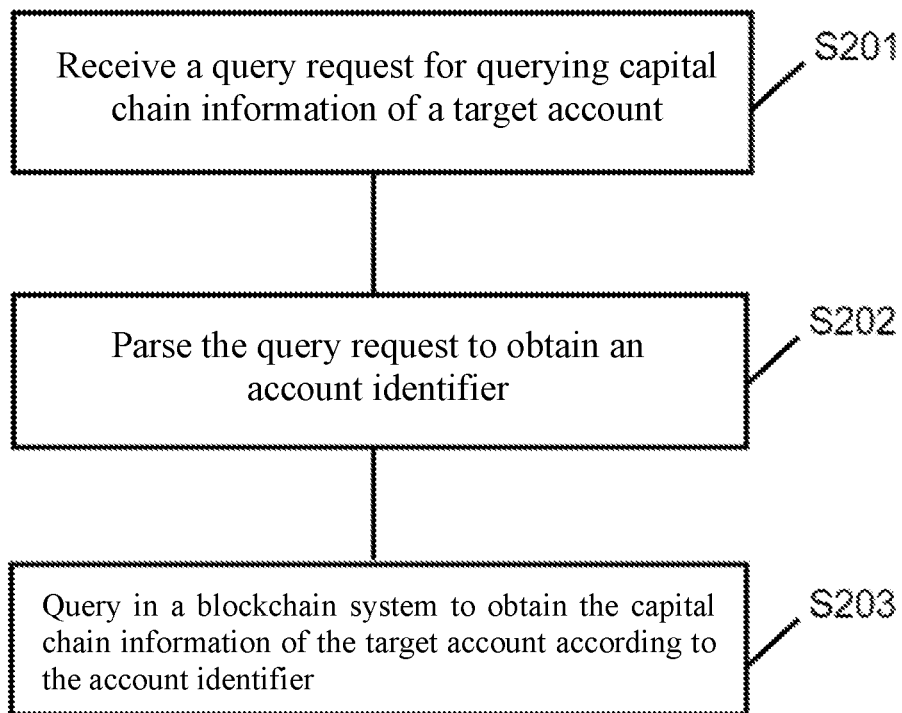 Receive a query request for querying capital
chain information of a target account
S201
Parse the query request to obtain an
account identifier
S202
Query in a blockchain system to obtain the capital
chain information of the target account according to
the account identifier
S203